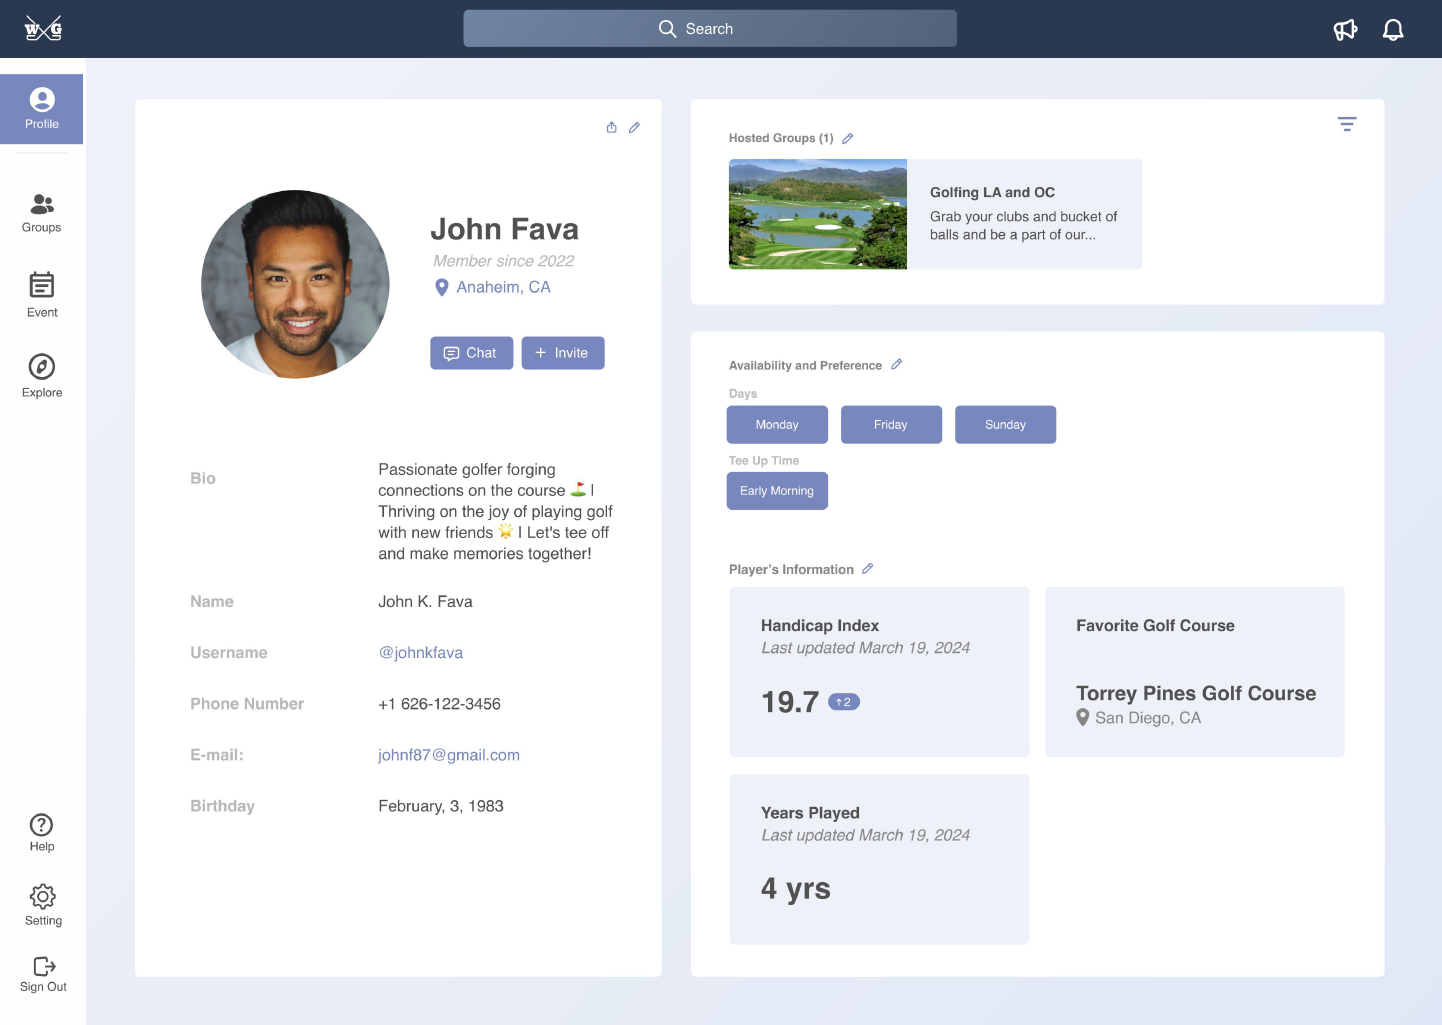 WG
Search
Profile
Groups
Event
Explore
Help
Setting
Sign Out
John Fava
Member since 2022
Anaheim, CA
Chat
+ Invite
Bio
Passionate golfer forging
connections on the course ⛳ |
Thriving on the joy of playing golf
with new friends 🌟 | Let's tee off
and make memories together!
Name
John K. Fava
Username
@johnkfava
Phone Number
+1 626-122-3456
E-mail:
johnf87@gmail.com
Birthday
February, 3, 1983
Hosted Groups (1)
Golfing LA and OC
Grab your clubs and bucket of
balls and be a part of our...
Availability and Preference
Days
Monday
Friday
Sunday
Tee Up Time
Early Morning
Player's Information
Handicap Index
Last updated March 19, 2024
19.7 ↑2
Favorite Golf Course
Torrey Pines Golf Course
San Diego, CA
Years Played
Last updated March 19, 2024
4 yrs